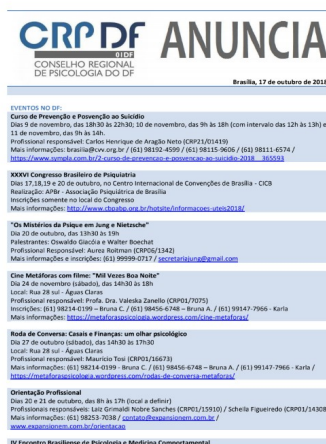 CRP DF ANUNCIA
01DF
CONSELHO REGIONAL
DE PSICOLOGIA DO DF
Brasília, 17 de outubro de 2018
EVENTOS NO DF:
Curso de Prevenção e Posvenção ao Suicídio
Dias 9 de novembro, das 18h30 às 22h30; 10 de novembro, das 9h às 18h (com intervalo das 12h às 13h) e
11 de novembro, das 9h às 14h.
Profissional responsável: Carlos Henrique de Aragão Neto (CRP21/01419)
Mais informações: brasilia@cvv.org.br / (61) 98192-4599 / (61) 98115-9606 / (61) 98111-6574 /
https://www.sympla.com.br/2-curso-de-prevencao-e-posvencao-ao-suicidio-2018__365593
XXXVI Congresso Brasileiro de Psiquiatria
Dias 17,18,19 e 20 de outubro, no Centro Internacional de Convenções de Brasília - CICB
Realização: APBr - Associação Psiquiátrica de Brasília
Inscrições somente no local do Congresso
Mais informações: http://www.cbpabp.org.br/hotsite/informacoes-uteis2018/
"Os Mistérios da Psique em Jung e Nietzsche"
Dia 20 de outubro, das 13h30 às 19h
Palestrantes: Oswaldo Giacóia e Walter Boechat
Profissional Responsável: Aurea Roitman (CRP06/1342)
Mais informações e inscrições: (61) 99999-0717 / secretariajung@gmail.com
Cine Metáforas com filme: "Mil Vezes Boa Noite"
Dia 24 de novembro (sábado), das 14h30 às 18h
Local: Rua 28 sul - Águas Claras
Profissional responsável: Profa. Dra. Valeska Zanello (CRP01/7075)
Inscrições: (61) 98214-0199 – Bruna C. / (61) 98456-6748 – Bruna A. / (61) 99147-7966 - Karla
Mais informações: https://metaforaspsicologia.wordpress.com/cine-metaforas/
Roda de Conversa: Casais e Finanças: um olhar psicológico
Dia 27 de outubro (sábado), das 14h30 às 17h30
Local: Rua 28 sul - Águas Claras
Profissional responsável: Maurício Tosi (CRP01/16673)
Mais informações: (61) 98214-0199 - Bruna C. / (61) 98456-6748 – Bruna A. / (61) 99147-7966 - Karla /
https://metaforaspsicologia.wordpress.com/rodas-de-conversa-metaforas/
Orientação Profissional
Dias 20 e 21 de outubro, das 8h às 17h (local a definir)
Profissionais responsáveis: Laiz Grimaldi Nobre Sanches (CRP01/15910) / Scheila Figueiredo (CRP01/14308
Mais informações: (61) 98253-7038 / contato@expaninform.com.br /
www.expaninform.com.br/orientacao
IV Encontro Brasiliense de Psicologia e Medicina Comportamental